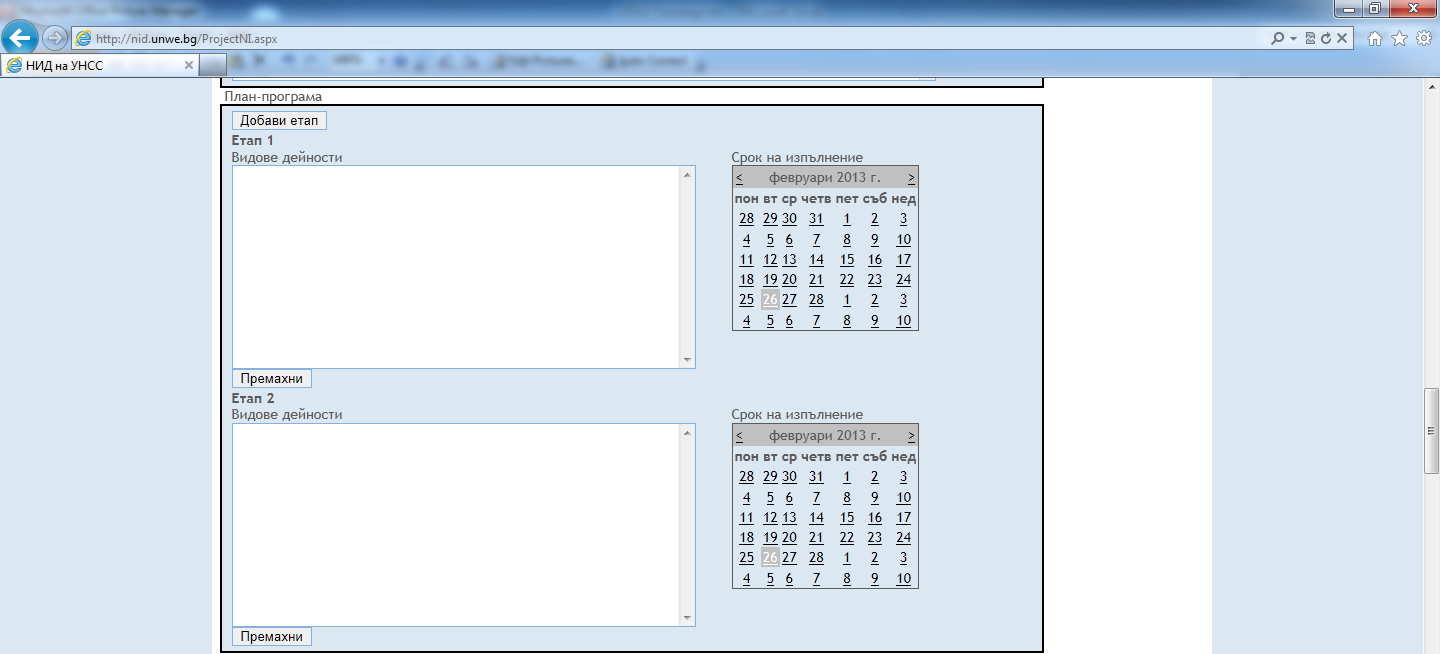 http://nid.unwe.bg/ProjectNI.aspx
НИД на УНСС
План-програма
Добави етап
Етап 1
Видове дейности
Срок на изпълнение
< февруари 2013 г. >
пон вт ср четв пет съб нед
28 29 30 31 1 2 3
4 5 6 7 8 9 10
11 12 13 14 15 16 17
18 19 20 21 22 23 24
25 26 27 28 1 2 3
4 5 6 7 8 9 10
Премахни
Етап 2
Видове дейности
Срок на изпълнение
< февруари 2013 г. >
пон вт ср четв пет съб нед
28 29 30 31 1 2 3
4 5 6 7 8 9 10
11 12 13 14 15 16 17
18 19 20 21 22 23 24
25 26 27 28 1 2 3
4 5 6 7 8 9 10
Премахни